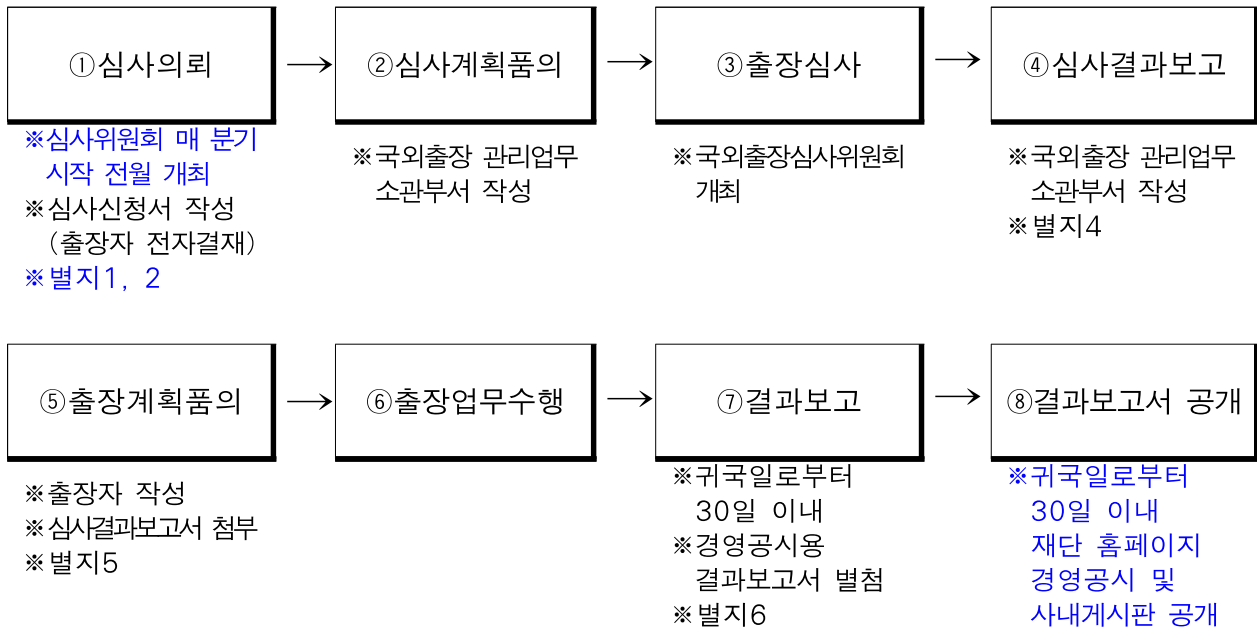 ①심사의뢰 → ②심사계획품의 → ③출장심사 → ④심사결과보고
※심사위원회 매 분기
시작 전월 개최
※심사신청서 작성
(출장자 전자결재)
※별지1, 2
※국외출장 관리업무
소관부서 작성
※국외출장심사위원회
개최
※국외출장 관리업무
소관부서 작성
※별지4
⑤출장계획품의 → ⑥출장업무수행 → ⑦결과보고 → ⑧결과보고서 공개
※출장자 작성
※심사결과보고서 첨부
※별지5
※귀국일로부터
30일 이내
※경영공시용
결과보고서 별첨
※별지6
※귀국일로부터
30일 이내
재단 홈페이지
경영공시 및
사내게시판 공개